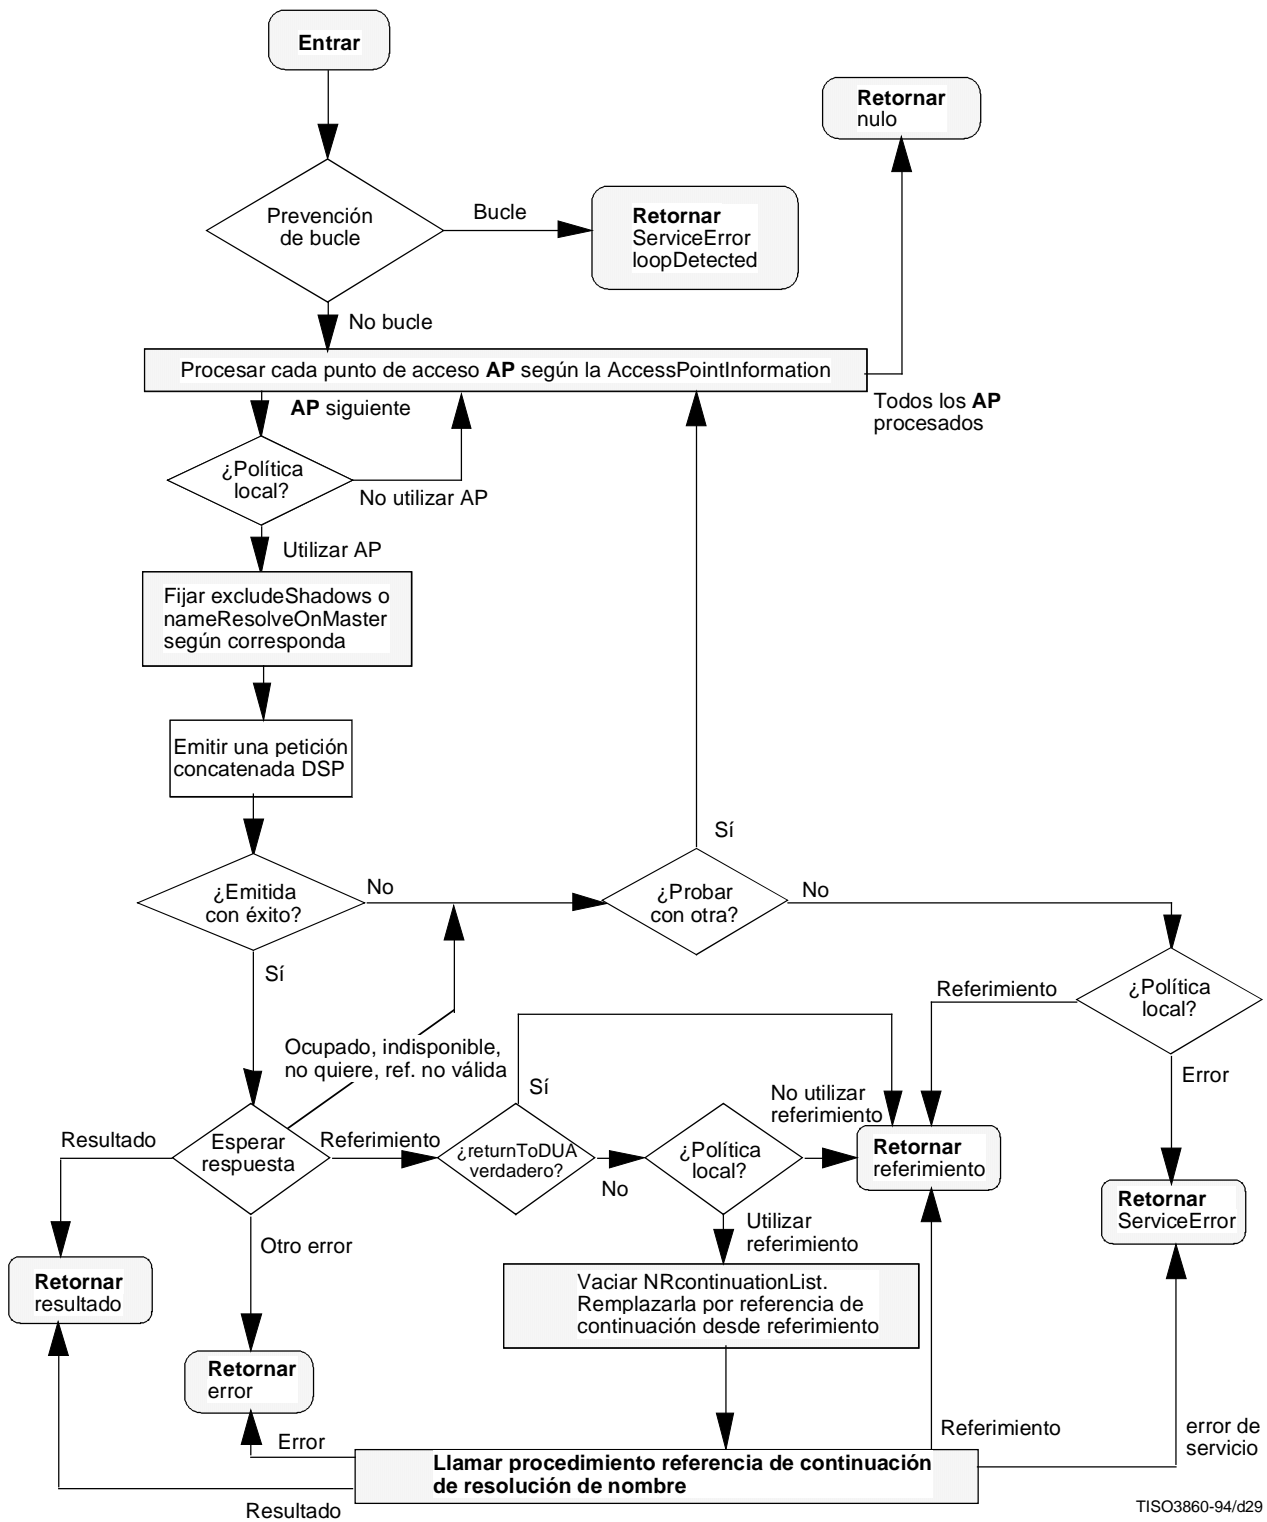 Entrar
Retornar
nulo
Prevención
de bucle
Bucle
Retornar
ServiceError
loopDetected
No bucle
Procesar cada punto de acceso AP según la AccessPointInformation
AP siguiente
Todos los AP
procesados
¿Política
local?
No utilizar AP
Utilizar AP
Fijar excludeShadows o
nameResolveOnMaster
según corresponda
Emitir una petición
concatenada DSP
Sí
¿Emitida
con éxito?
No
¿Probar
con otra?
No
Sí
Referimiento
¿Política
local?
Ocupado, indisponible,
no quiere, ref. no válida
Sí
Error
No utilizar
referimiento
Resultado
Esperar
respuesta
Referimiento
¿returnToDUA
verdadero?
No
¿Política
local?
Retornar
referimiento
Retornar
ServiceError
Otro error
Utilizar
referimiento
Retornar
resultado
Vaciar NRcontinuationList.
Remplazarla por referencia de
continuación desde referimiento
Retornar
error
Error
Referimiento
error de
servicio
Llamar procedimiento referencia de continuación
de resolución de nombre
Resultado
TISO3860-94/d29